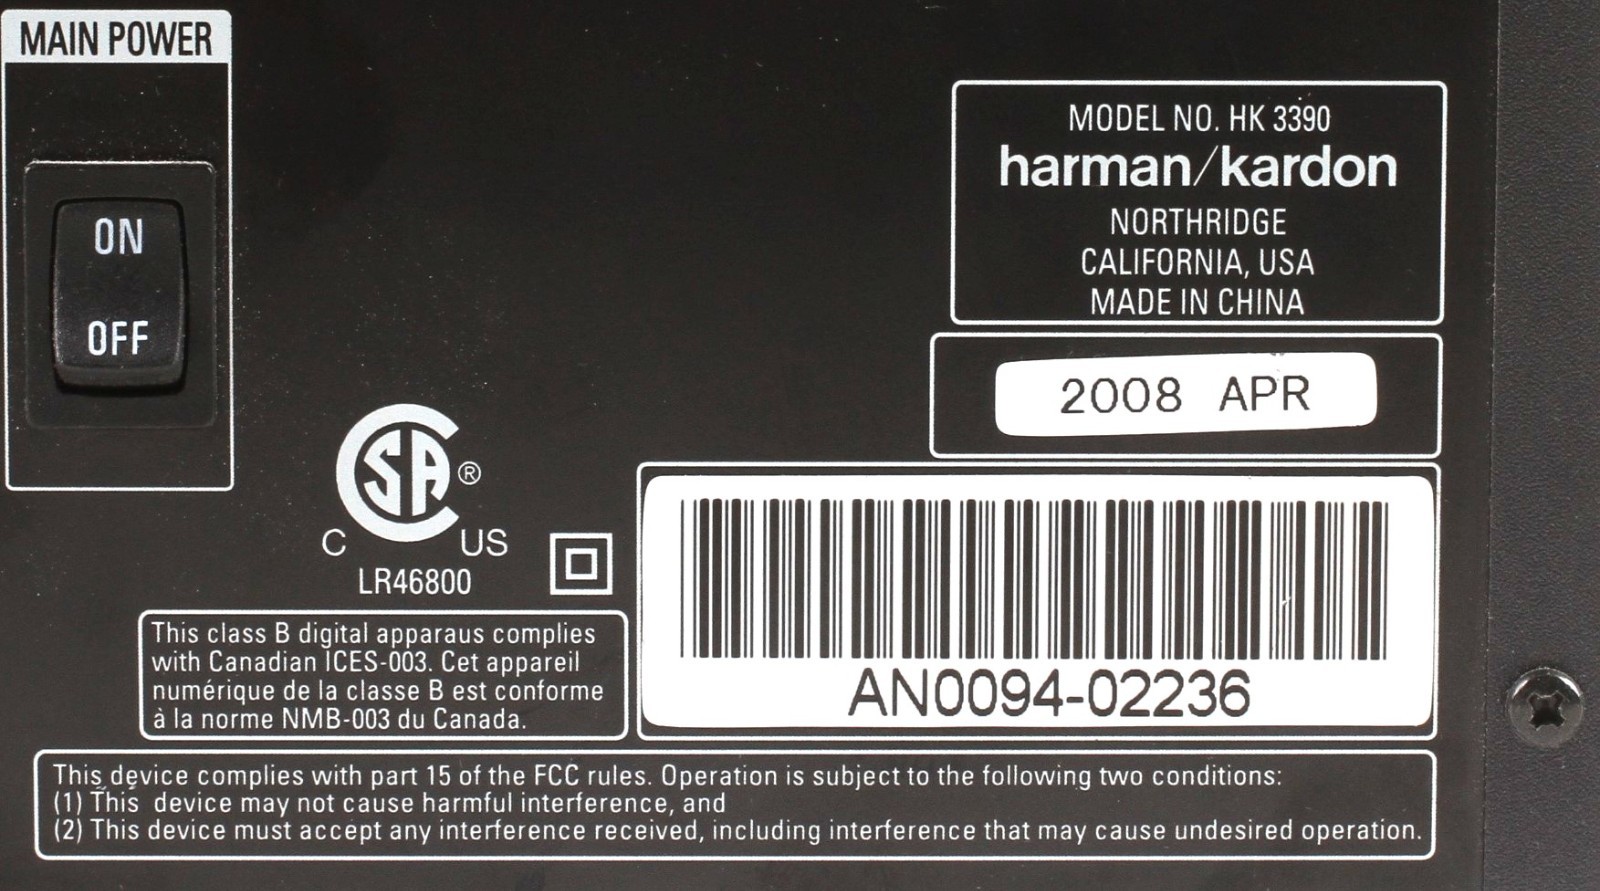 MAIN POWER
ON
OFF
MODEL NO. HK 3390
harman/kardon
NORTHRIDGE
CALIFORNIA, USA
MADE IN CHINA
2008 APR
CSA®
C US
LR46800
AN0094-02236
This class B digital apparaus complies
with Canadian ICES-003. Cet appareil
numérique de la classe B est conforme
à la norme NMB-003 du Canada.
This device complies with part 15 of the FCC rules. Operation is subject to the following two conditions:
(1) This device may not cause harmful interference, and
(2) This device must accept any interference received, including interference that may cause undesired operation.